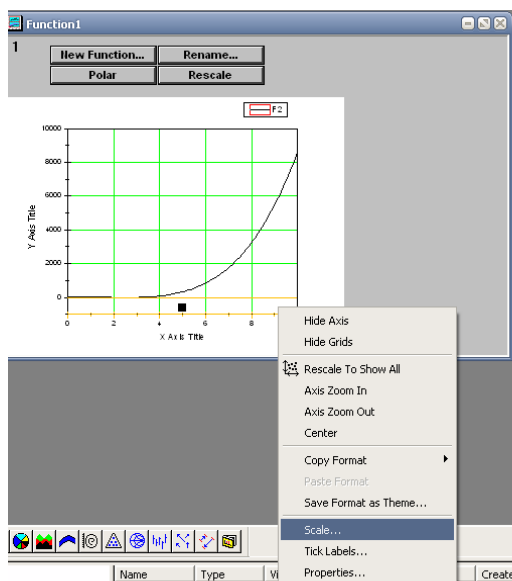 Function1
1
New Function... Rename...
Polar Rescale
F2
10000
8000
6000
4000
2000
0
Y Axis Title
0 2 4 6 8
X Axis Title
Hide Axis
Hide Grids
Rescale To Show All
Axis Zoom In
Axis Zoom Out
Center
Copy Format
Paste Format
Save Format as Theme...
Scale...
Tick Labels...
Properties...
Name Type Vi Create